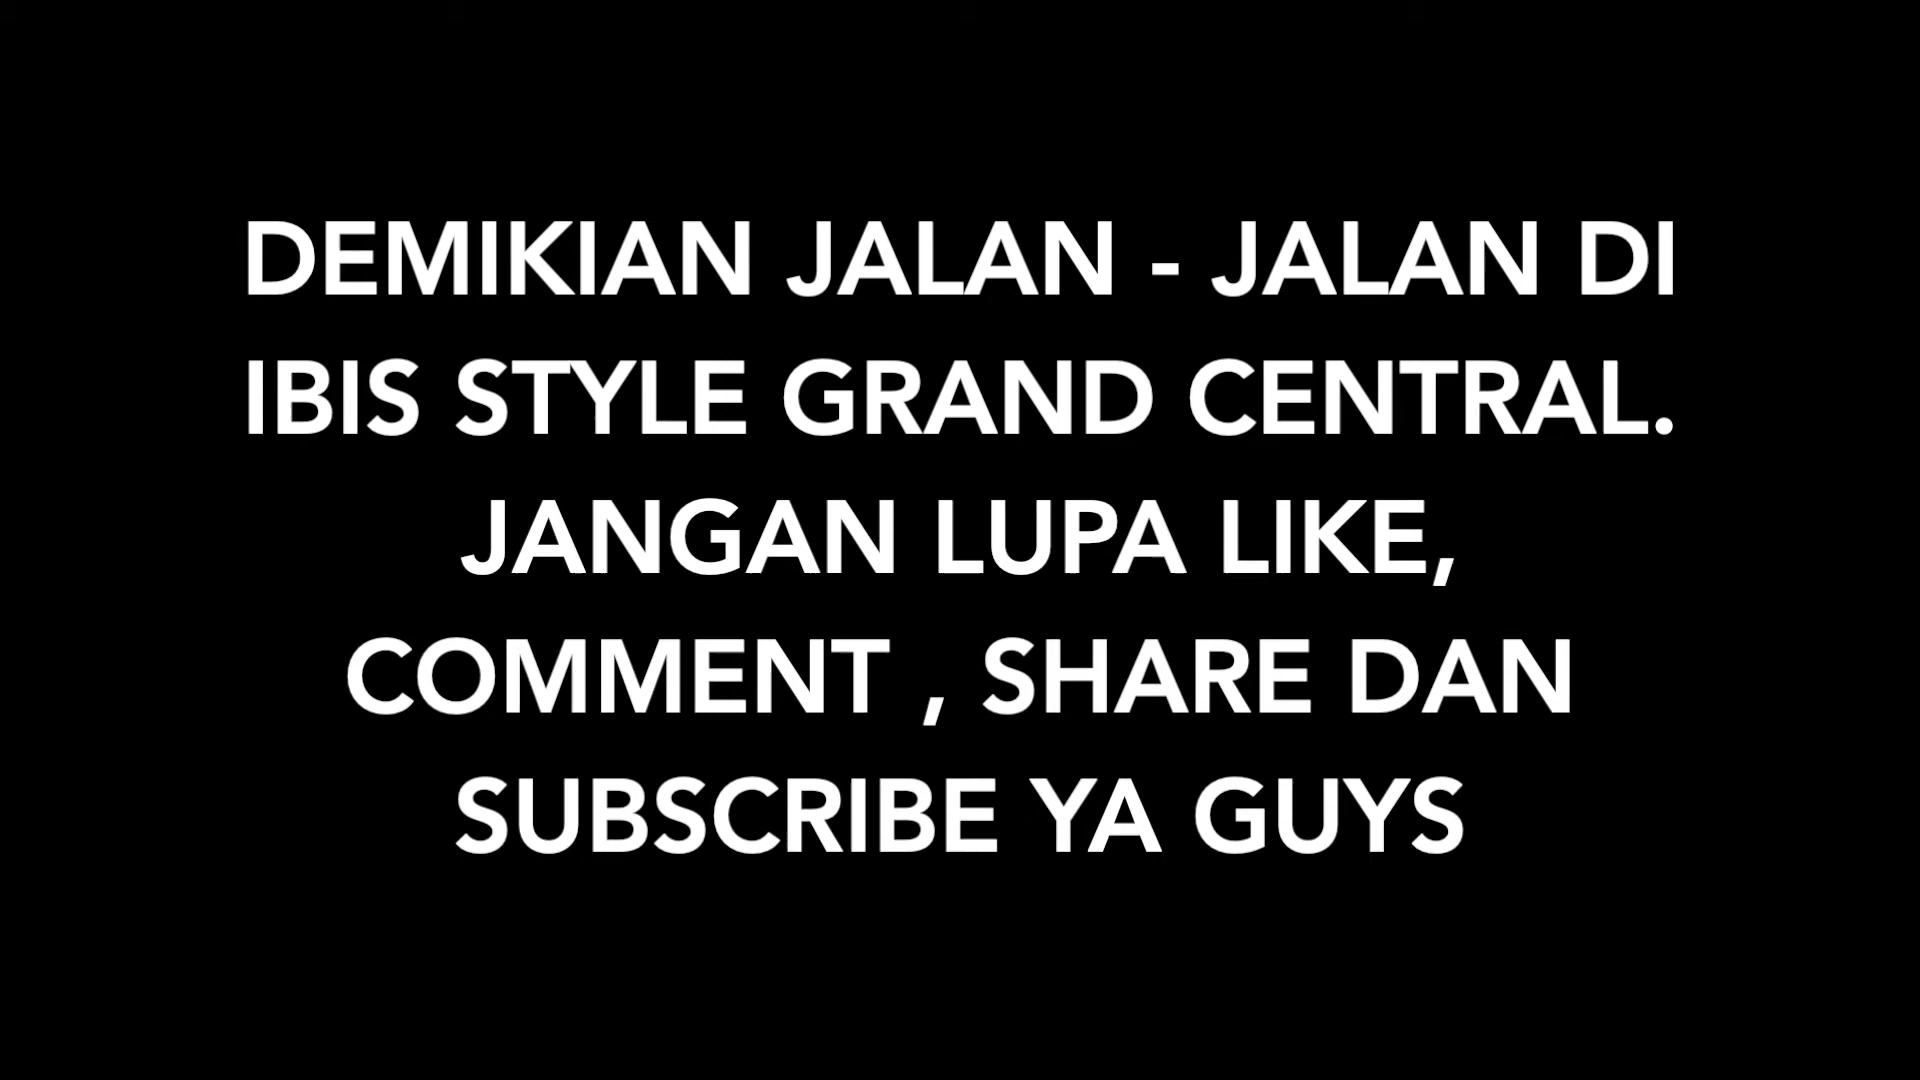 DEMIKIAN JALAN - JALAN DI
IBIS STYLE GRAND CENTRAL.
JANGAN LUPA LIKE,
COMMENT , SHARE DAN
SUBSCRIBE YA GUYS